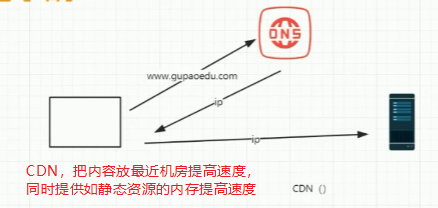 DNS
www.gupaoedu.com
ip
ip
CDN，把内容放最近机房提高速度，
同时提供如静态资源的内存提高速度
CDN（）